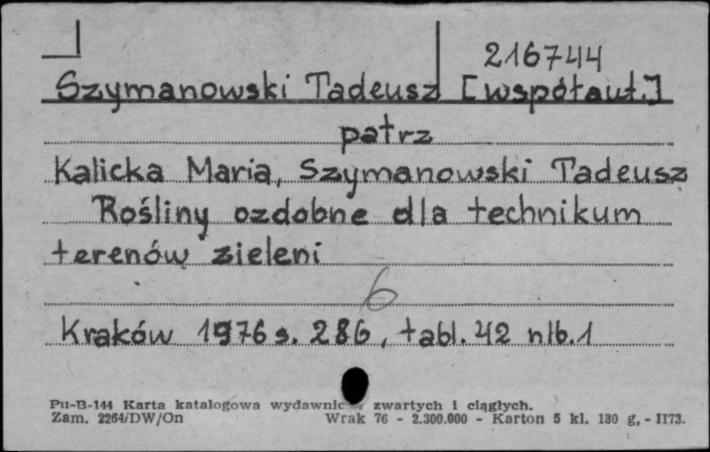 216744
Szymanowski Tadeusz [współaut.]
patrz
Kalicka Maria, Szymanowski Tadeusz
Rośliny ozdobne dla technikum
terenów zieleni
6
Kraków 1976 s. 286, tabl. 42 nlb. 1
Pu-B-144 Karta katalogowa wydawnic zwartych i ciągłych.
Zam. 2264/DW/On Wrak 76 - 2.300.000 - Karton 5 kl. 180 g, - II73.